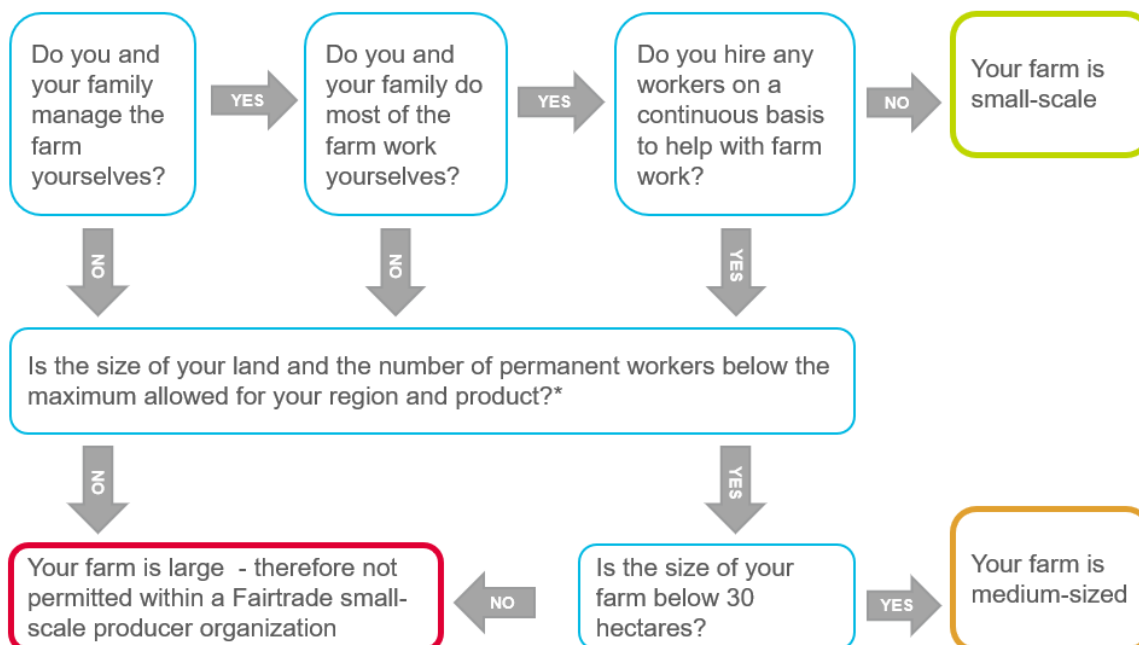 Do you and
your family
manage the
farm
yourselves?
YES
Do you and
your family do
most of the
farm work
yourselves?
YES
Do you hire any
workers on a
continuous basis
to help with farm
work?
NO
Your farm is
small-scale
NO
NO
YES
Is the size of your land and the number of permanent workers below the
maximum allowed for your region and product?*
NO
YES
Your farm is large - therefore not
permitted within a Fairtrade small-
scale producer organization
NO
Is the size of your
farm below 30
hectares?
YES
Your farm is
medium-sized